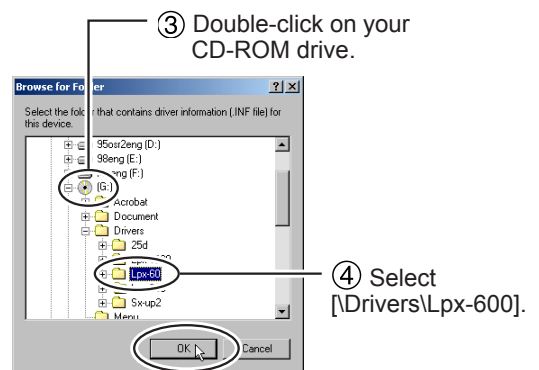 ③ Double-click on your
CD-ROM drive.
Browse for Folder
Select the folder that contains driver information (.INF file) for
this device.
95osr2eng (D:)
98eng (E:)
eng (F:)
(G:)
Acrobat
Document
Drivers
25d
Lpx-60
④ Select
[\Drivers\Lpx-600].
Sx-up2
Menu
OK
Cancel